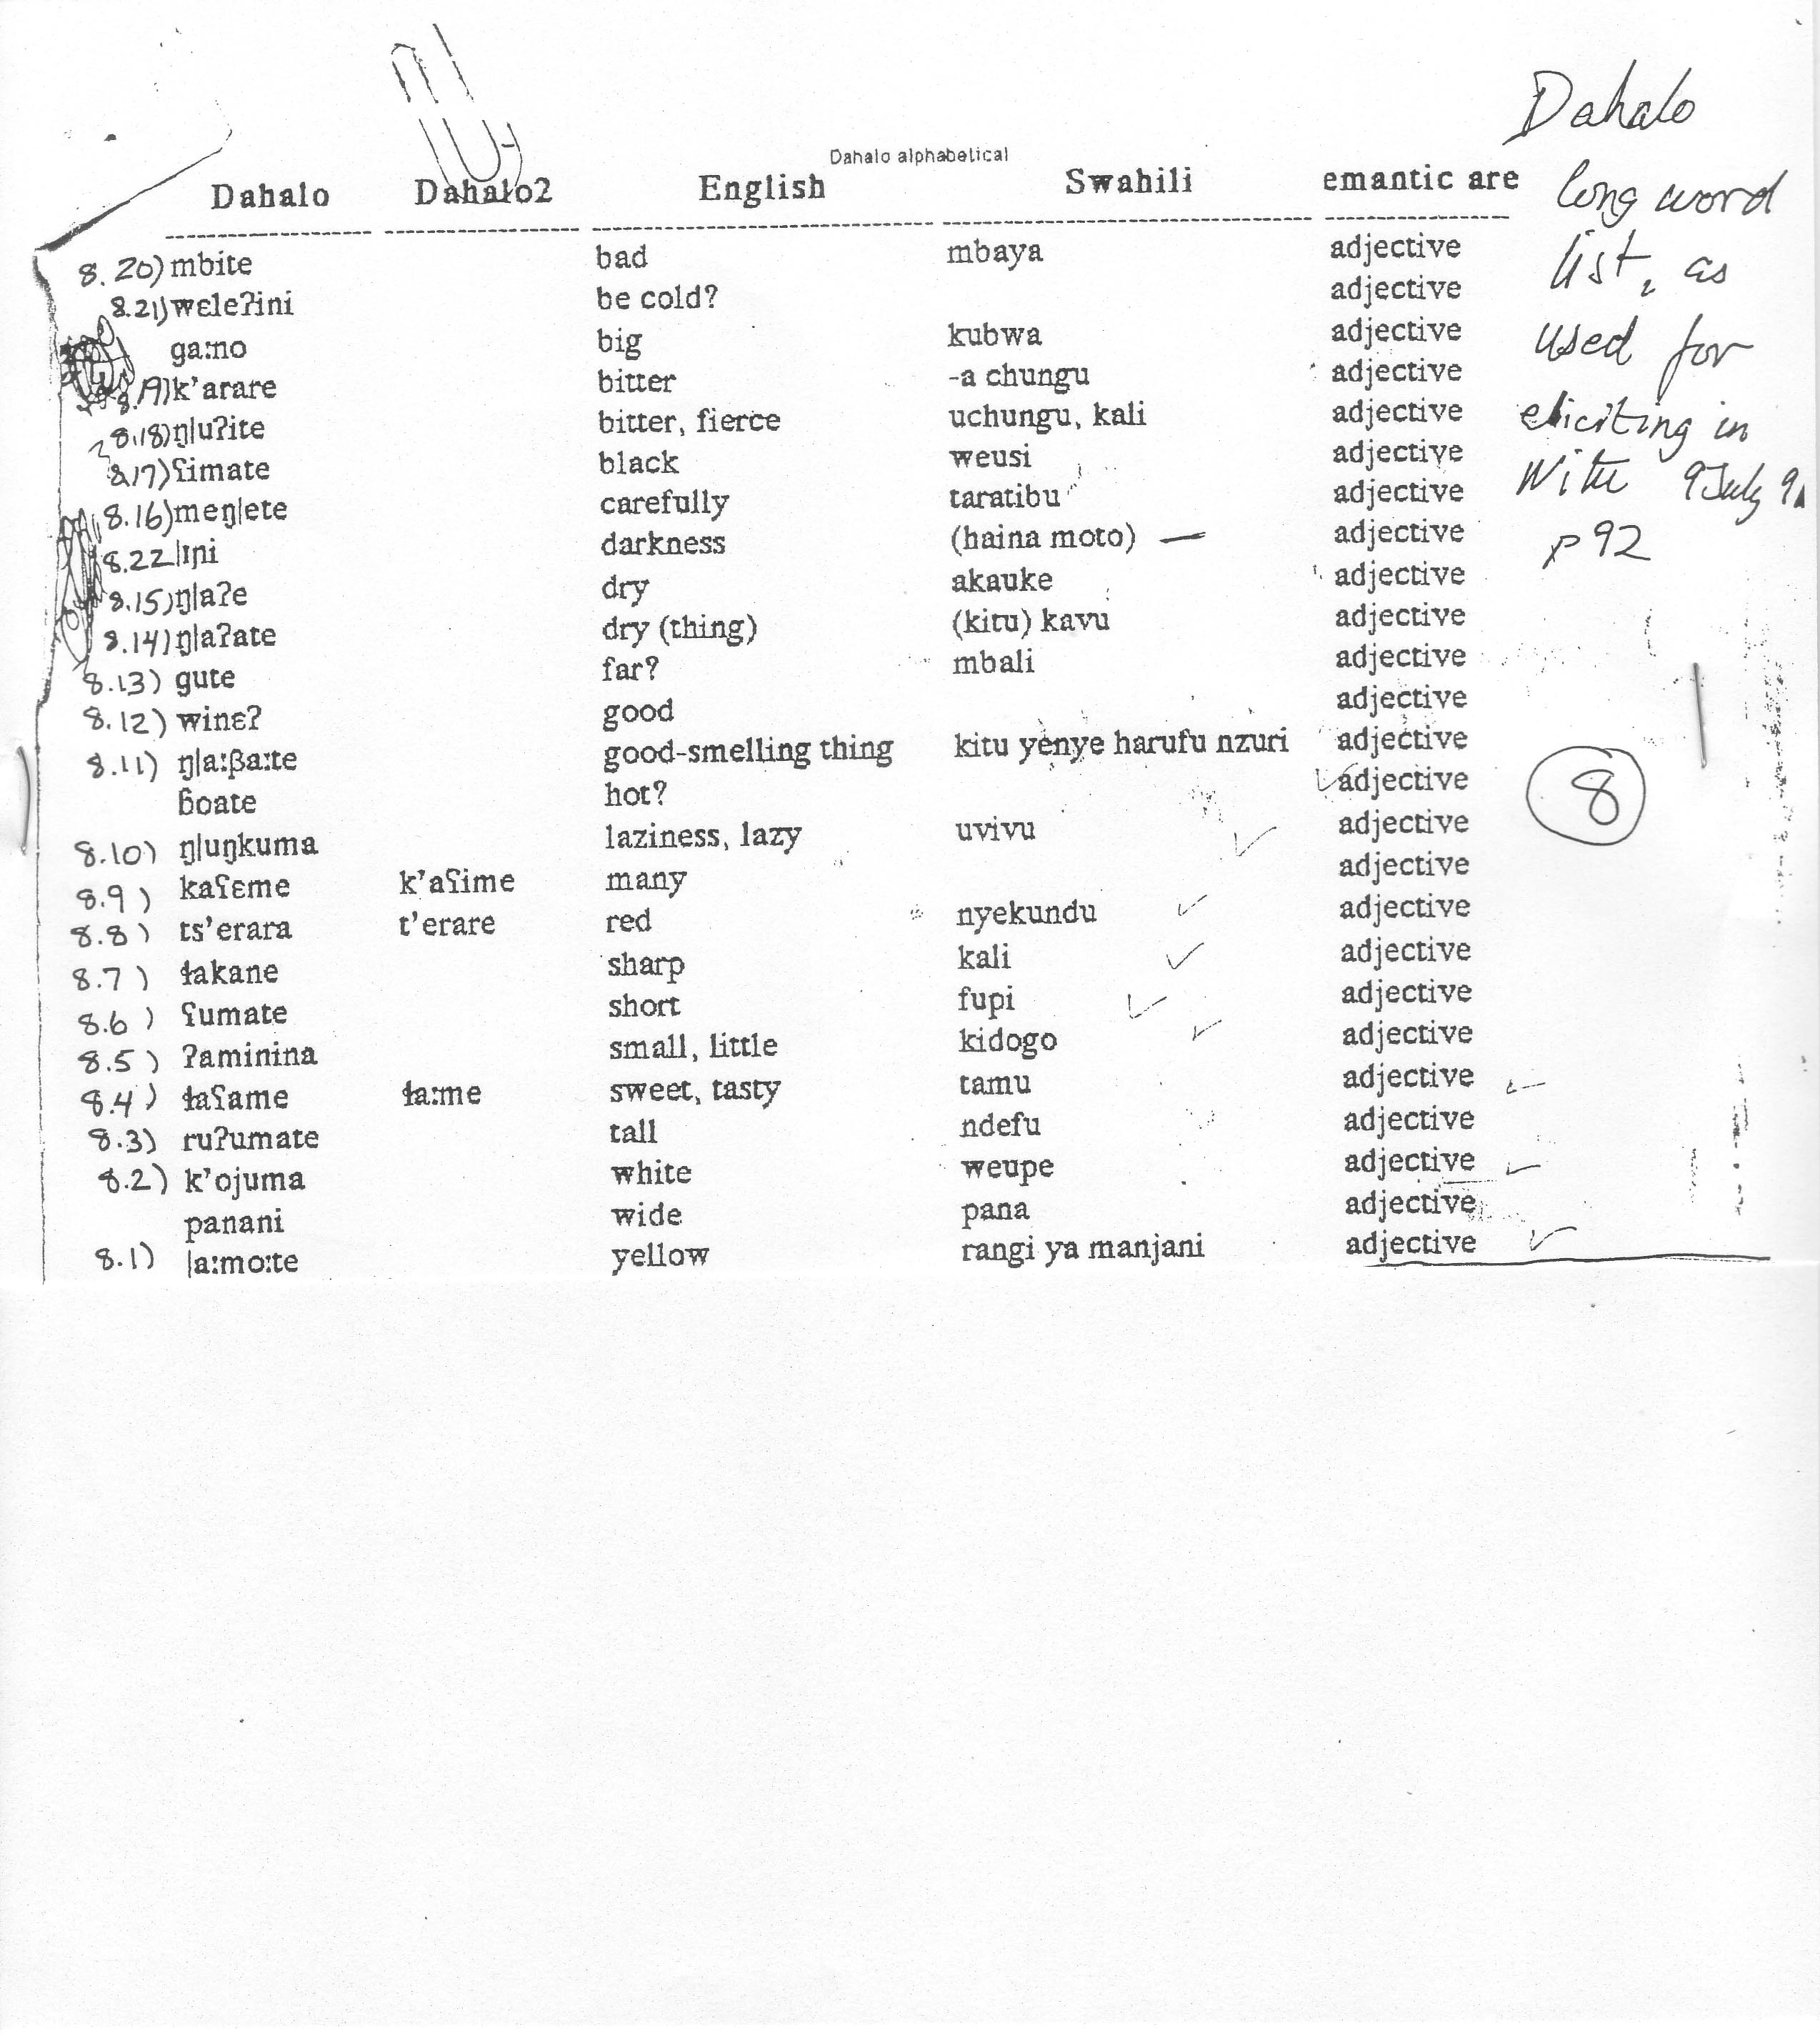 Dahalo alphabetical
Dahalo Dahalo2 English Swahili emantic are
8.20) mbite bad mbaya adjective
8.21) wɛleʔini be cold? adjective
ga:no big kubwa adjective
8.19) k'arare bitter -a chungu adjective
8.18) ŋ|uʔite bitter, fierce uchungu, kali adjective
8.17) ʕimate black weusi adjective
8.16) meŋ|ete carefully taratibu adjective
8.22 |ɪɲi darkness (haina moto) — adjective
8.15) ŋ|aʔe dry akauke adjective
8.14) ŋ|aʔate dry (thing) (kitu) kavu adjective
8.13) gute far? mbali adjective
8.12) winɛʔ good adjective
8.11) ŋ|a:βa:te good-smelling thing kitu yenye harufu nzuri adjective
ɓoate hot? adjective
8.10) ŋ|uŋkuma laziness, lazy uvivu adjective
8.9) kaʕɛme k'aʕime many adjective
8.8) ts'erara t'erare red nyekundu adjective
8.7) ɬakane sharp kali adjective
8.6) ʕumate short fupi adjective
8.5) ʔaminina small, little kidogo adjective
8.4) ɬaʕame ɬa:me sweet, tasty tamu adjective
8.3) ruʔumate tall ndefu adjective
8.2) k'ojuma white weupe adjective
panani wide pana adjective
8.1) |a:mo:te yellow rangi ya manjani adjective
Dahalo
long word
list, as
used for
eliciting in
Witu 9 July
p 92
8